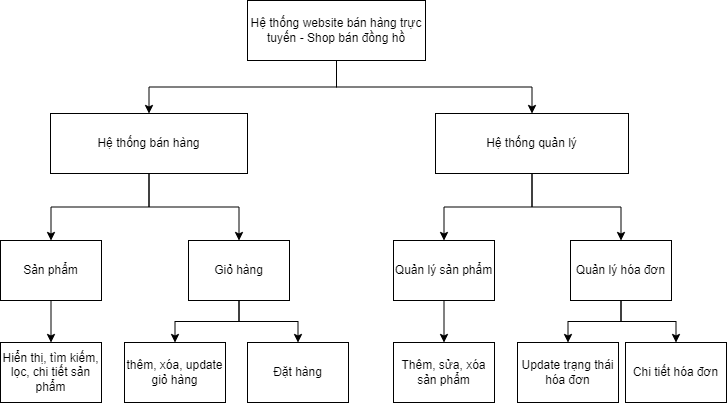 Hệ thống website bán hàng trực
tuyến - Shop bán đồng hồ
Hệ thống bán hàng
Hệ thống quản lý
Sản phẩm
Giỏ hàng
Quản lý sản phẩm
Quản lý hóa đơn
Hiển thị, tìm kiếm,
lọc, chi tiết sản
phẩm
thêm, xóa, update
giỏ hàng
Đặt hàng
Thêm, sửa, xóa
sản phẩm
Update trạng thái
hóa đơn
Chi tiết hóa đơn